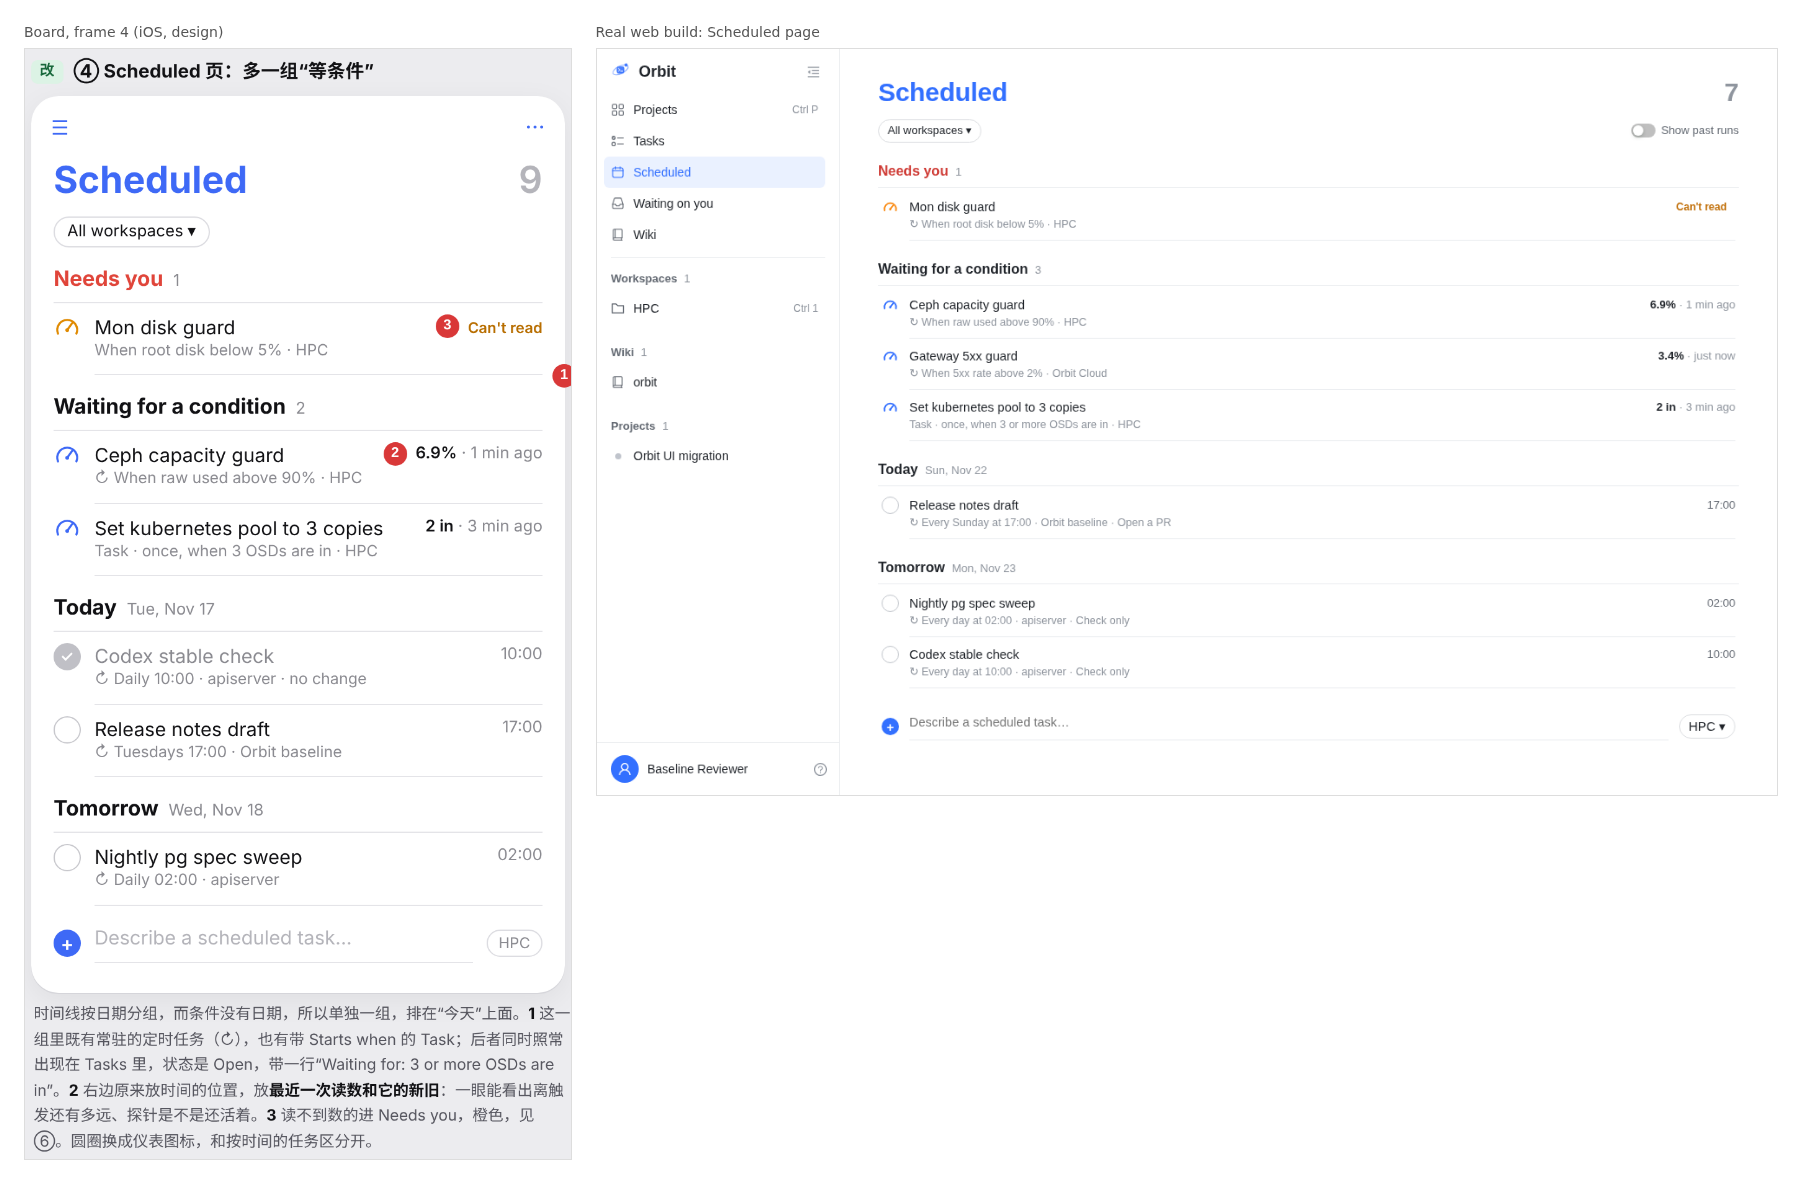 Board, frame 4 (iOS, design)
改 ④ Scheduled 页：多一组“等条件”
Scheduled 9
All workspaces ▾
Needs you 1
Mon disk guard 3 Can't read
When root disk below 5% · HPC
1
Waiting for a condition 2
Ceph capacity guard 2 6.9% · 1 min ago
↻ When raw used above 90% · HPC
Set kubernetes pool to 3 copies 2 in · 3 min ago
Task · once, when 3 OSDs are in · HPC
Today Tue, Nov 17
Codex stable check 10:00
↻ Daily 10:00 · apiserver · no change
Release notes draft 17:00
↻ Tuesdays 17:00 · Orbit baseline
Tomorrow Wed, Nov 18
Nightly pg spec sweep 02:00
↻ Daily 02:00 · apiserver
+ Describe a scheduled task... HPC
时间线按日期分组，而条件没有日期，所以单独一组，排在“今天”上面。1 这一
组里既有常驻的定时任务（↻），也有带 Starts when 的 Task；后者同时照常
出现在 Tasks 里，状态是 Open，带一行“Waiting for: 3 or more OSDs are
in”。2 右边原来放时间的位置，放最近一次读数和它的新旧：一眼能看出离触
发还有多远、探针是不是还活着。3 读不到数的进 Needs you，橙色，见
⑥。圆圈换成仪表图标，和按时间的任务区分开。
Real web build: Scheduled page
Orbit
Projects Ctrl P
Tasks
Scheduled
Waiting on you
Wiki
Workspaces 1
HPC Ctrl 1
Wiki 1
orbit
Projects 1
Orbit UI migration
Baseline Reviewer
Scheduled 7
All workspaces ▾ Show past runs
Needs you 1
Mon disk guard Can't read
↻ When root disk below 5% · HPC
Waiting for a condition 3
Ceph capacity guard 6.9% · 1 min ago
↻ When raw used above 90% · HPC
Gateway 5xx guard 3.4% · just now
↻ When 5xx rate above 2% · Orbit Cloud
Set kubernetes pool to 3 copies 2 in · 3 min ago
Task · once, when 3 or more OSDs are in · HPC
Today Sun, Nov 22
Release notes draft 17:00
↻ Every Sunday at 17:00 · Orbit baseline · Open a PR
Tomorrow Mon, Nov 23
Nightly pg spec sweep 02:00
↻ Every day at 02:00 · apiserver · Check only
Codex stable check 10:00
↻ Every day at 10:00 · apiserver · Check only
+ Describe a scheduled task... HPC ▾